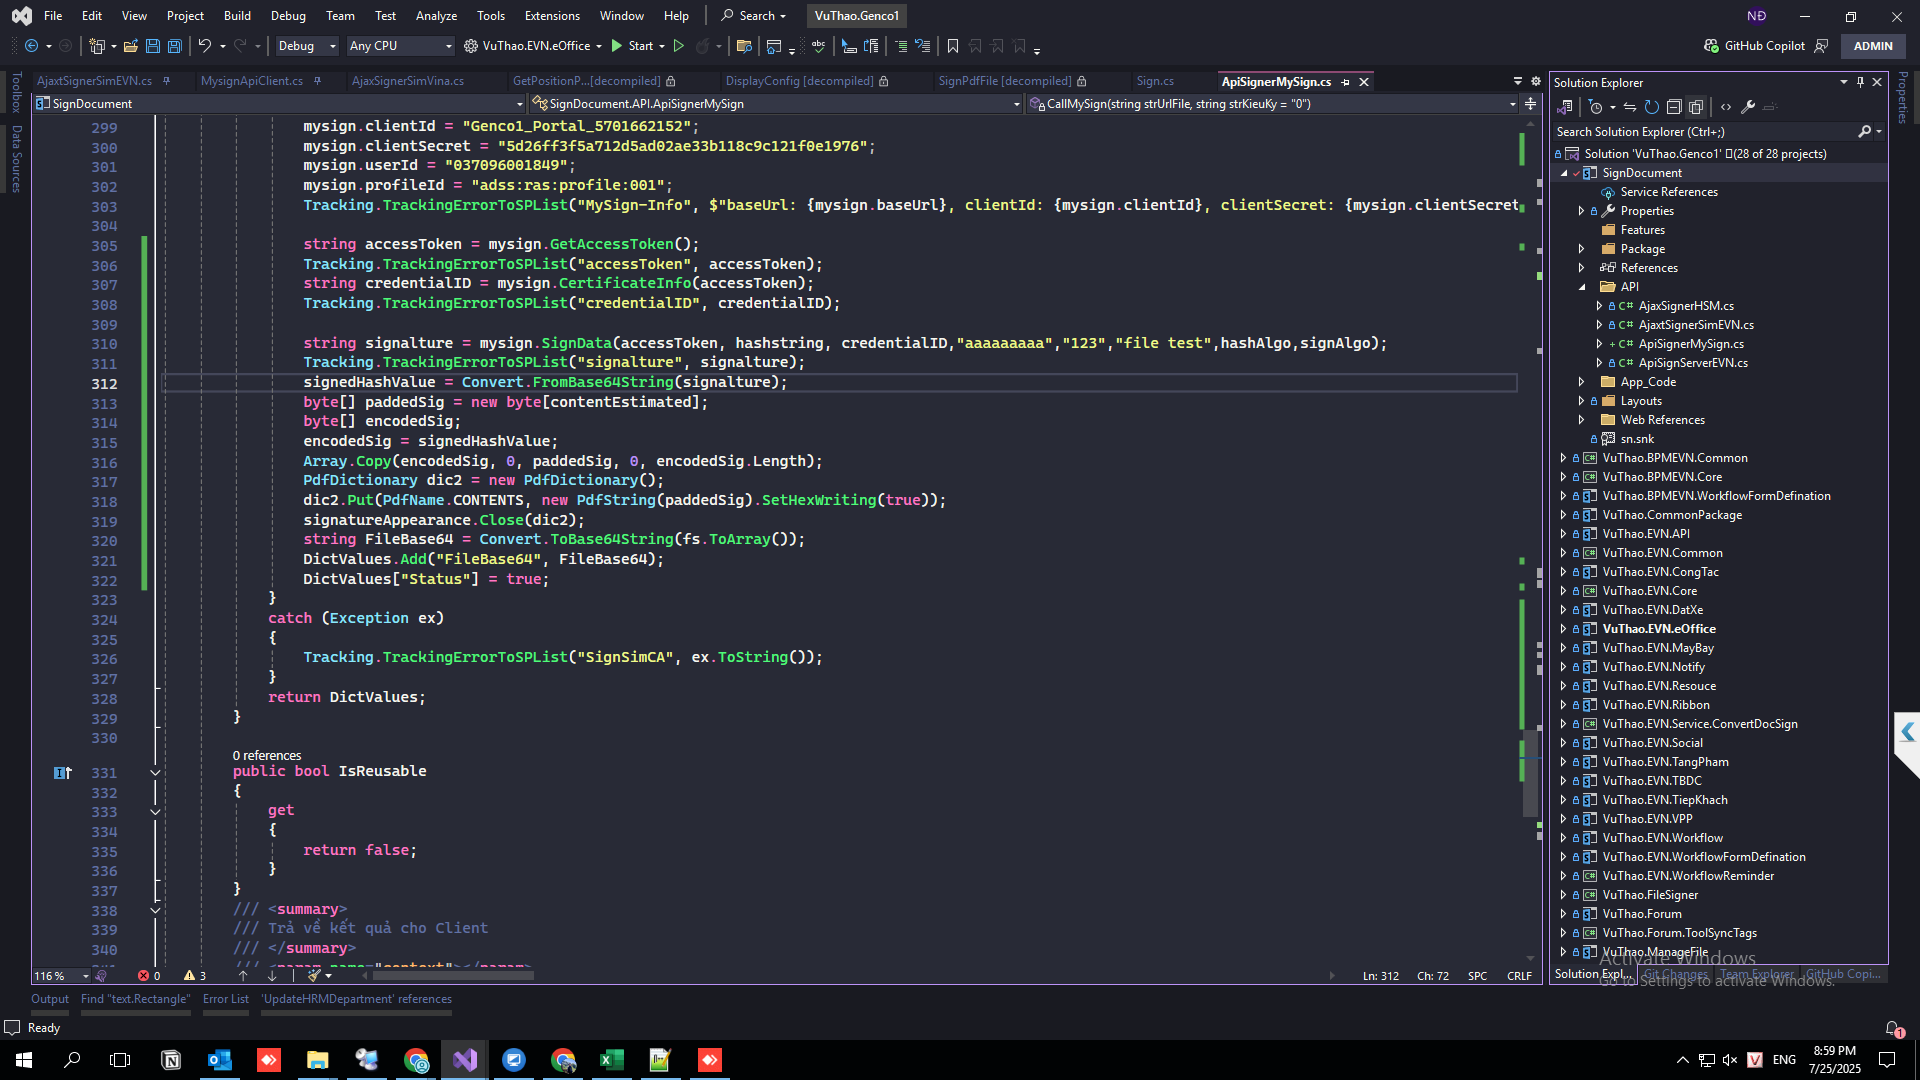 File Edit View Project Build Debug Team Test Analyze Tools Extensions Window Help Search VuThao.Genco1 NĐ
Debug Any CPU VuThao.EVN.eOffice Start GitHub Copilot ADMIN
AjaxtSignerSimEVN.cs MysignApiClient.cs AjaxSignerSimVina.cs GetPositionP...[decompiled] DisplayConfig [decompiled] SignPdfFile [decompiled] Sign.cs ApiSignerMySign.cs
SignDocument SignDocument.API.ApiSignerMySign CallMySign(string strUrlFile, string strKieuKy = "0")
Toolbox
Data Sources
299 mysign.clientId = "Genco1_Portal_5701662152";
300 mysign.clientSecret = "5d26ff3f5a712d5ad02ae33b118c9c121f0e1976";
301 mysign.userId = "037096001849";
302 mysign.profileId = "adss:ras:profile:001";
303 Tracking.TrackingErrorToSPList("MySign-Info", $"baseUrl: {mysign.baseUrl}, clientId: {mysign.clientId}, clientSecret: {mysign.clientSecret
304
305 string accessToken = mysign.GetAccessToken();
306 Tracking.TrackingErrorToSPList("accessToken", accessToken);
307 string credentialID = mysign.CertificateInfo(accessToken);
308 Tracking.TrackingErrorToSPList("credentialID", credentialID);
309
310 string signalture = mysign.SignData(accessToken, hashstring, credentialID,"aaaaaaaaa","123","file test",hashAlgo,signAlgo);
311 Tracking.TrackingErrorToSPList("signalture", signalture);
312 signedHashValue = Convert.FromBase64String(signalture);
313 byte[] paddedSig = new byte[contentEstimated];
314 byte[] encodedSig;
315 encodedSig = signedHashValue;
316 Array.Copy(encodedSig, 0, paddedSig, 0, encodedSig.Length);
317 PdfDictionary dic2 = new PdfDictionary();
318 dic2.Put(PdfName.CONTENTS, new PdfString(paddedSig).SetHexWriting(true));
319 signatureAppearance.Close(dic2);
320 string FileBase64 = Convert.ToBase64String(fs.ToArray());
321 DictValues.Add("FileBase64", FileBase64);
322 DictValues["Status"] = true;
323 }
324 catch (Exception ex)
325 {
326 Tracking.TrackingErrorToSPList("SignSimCA", ex.ToString());
327 }
328 return DictValues;
329 }
330
0 references
331 public bool IsReusable
332 {
333 get
334 {
335 return false;
336 }
337 }
338 /// <summary>
339 /// Trả về kết quả cho Client
340 /// </summary>
/// <param name="context"></param>
116 % 0 3 Ln: 312 Ch: 72 SPC CRLF
Output Find "text.Rectangle" Error List 'UpdateHRMDepartment' references
Ready
Solution Explorer
Search Solution Explorer (Ctrl+;)
Solution 'VuThao.Genco1' (28 of 28 projects)
SignDocument
Service References
Properties
Features
Package
References
API
C# AjaxSignerHSM.cs
C# AjaxtSignerSimEVN.cs
+ C# ApiSignerMySign.cs
C# ApiSignServerEVN.cs
App_Code
Layouts
Web References
sn.snk
VuThao.BPMEVN.Common
VuThao.BPMEVN.Core
VuThao.BPMEVN.WorkflowFormDefination
VuThao.CommonPackage
VuThao.EVN.API
VuThao.EVN.Common
VuThao.EVN.CongTac
VuThao.EVN.Core
VuThao.EVN.DatXe
VuThao.EVN.eOffice
VuThao.EVN.MayBay
VuThao.EVN.Notify
VuThao.EVN.Resouce
VuThao.EVN.Ribbon
VuThao.EVN.Service.ConvertDocSign
VuThao.EVN.Social
VuThao.EVN.TangPham
VuThao.EVN.TBDC
VuThao.EVN.TiepKhach
VuThao.EVN.VPP
VuThao.EVN.Workflow
VuThao.EVN.WorkflowFormDefination
VuThao.EVN.WorkflowReminder
VuThao.FileSigner
VuThao.Forum
VuThao.Forum.ToolSyncTags
VuThao.ManageFile
Solution Expl... Git Changes Team Explorer GitHub Copi...
Properties
Activate Windows
Go to Settings to activate Windows.
ENG 8:59 PM
7/25/2025